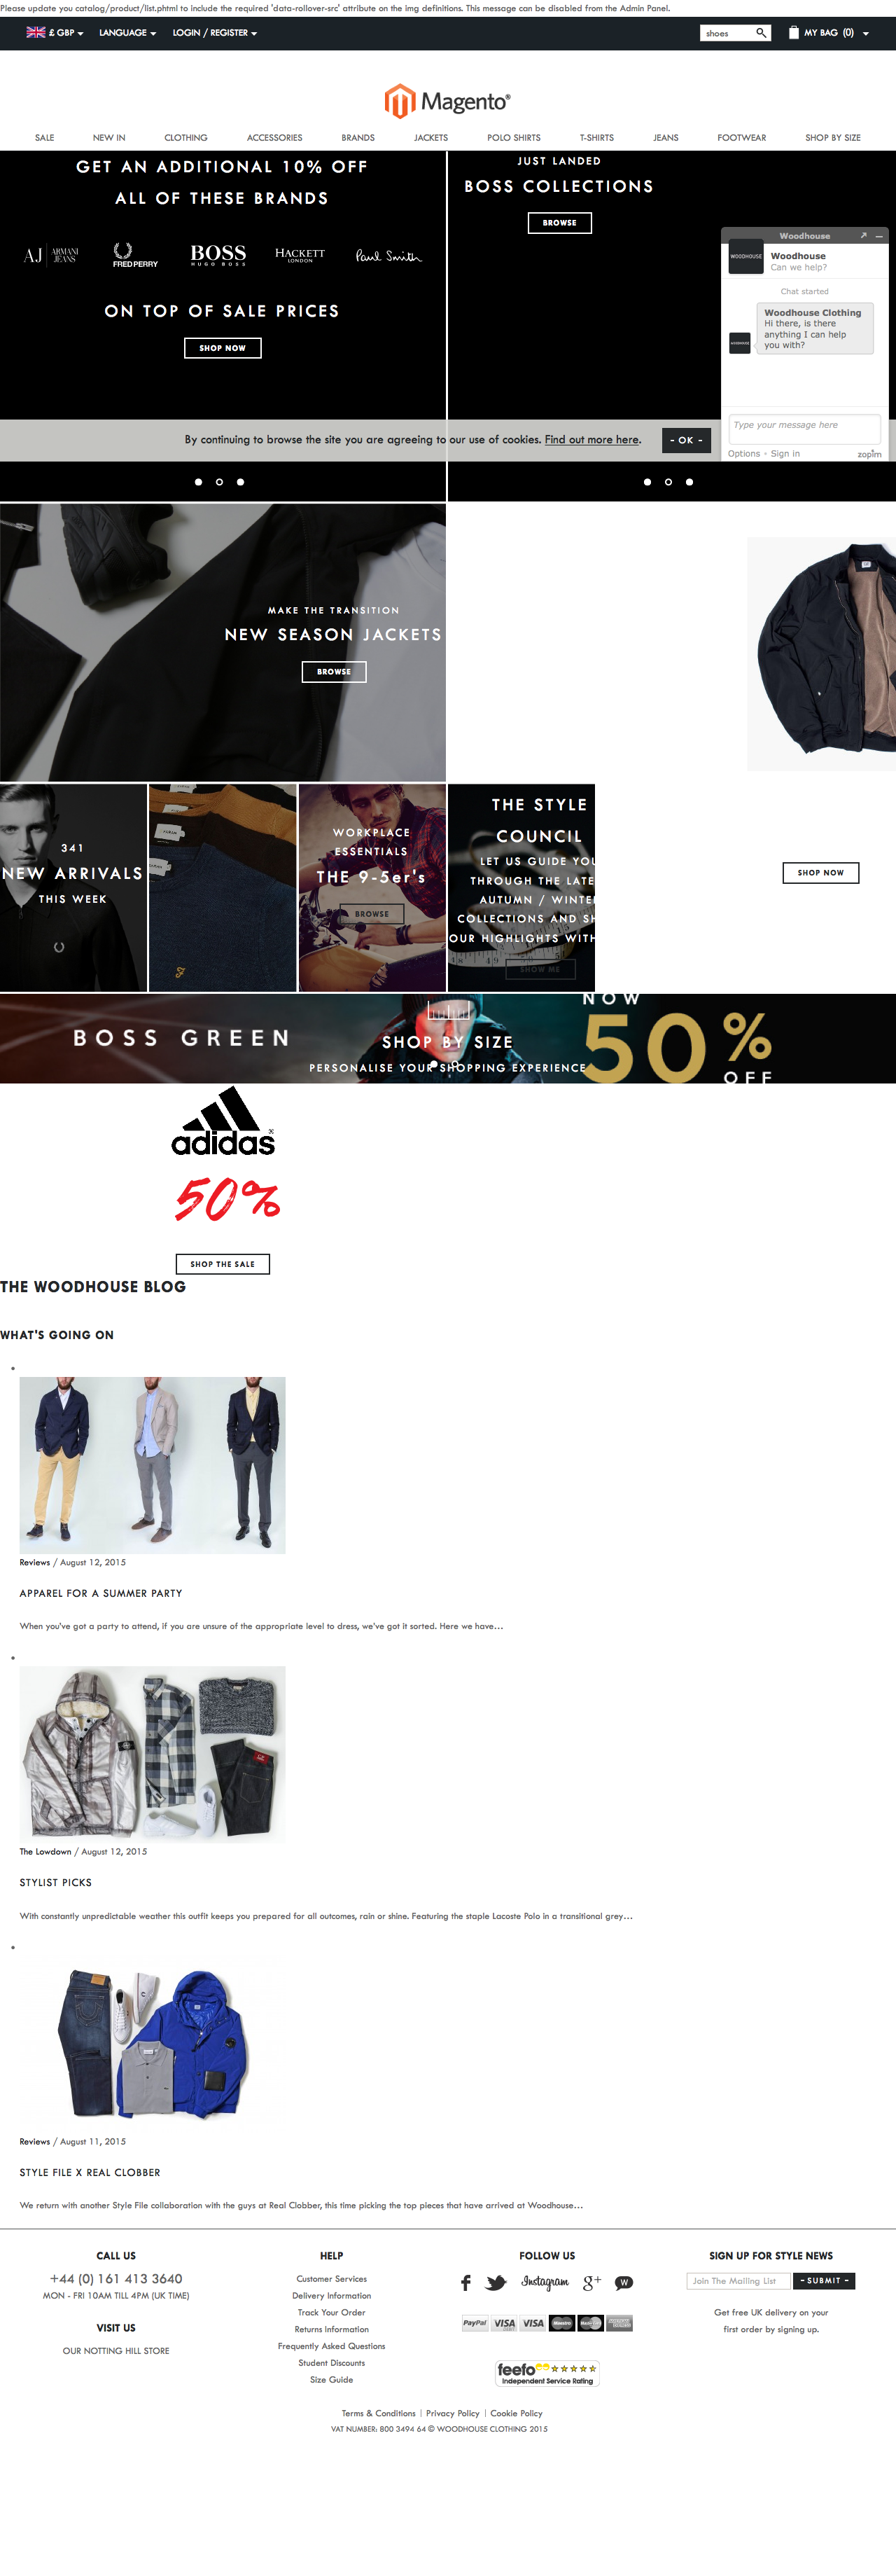 Please update you catalog/product/list.phtml to include the required 'data-rollover-src' attribute on the img definitions. This message can be disabled from the Admin Panel.
£ GBP LANGUAGE LOGIN / REGISTER shoes MY BAG (0)
Magento®
SALE NEW IN CLOTHING ACCESSORIES BRANDS JACKETS POLO SHIRTS T-SHIRTS JEANS FOOTWEAR SHOP BY SIZE
GET AN ADDITIONAL 10% OFF
ALL OF THESE BRANDS
AJ ARMANI JEANS
FRED PERRY
BOSS
HUGO BOSS
HACKETT
LONDON
Paul Smith
ON TOP OF SALE PRICES
SHOP NOW
JUST LANDED
BOSS COLLECTIONS
BROWSE
Woodhouse
WOODHOUSE
Woodhouse
Can we help?
Chat started
Woodhouse Clothing
Hi there, is there
anything I can help
you with?
Type your message here
Options • Sign in zopim
By continuing to browse the site you are agreeing to our use of cookies. Find out more here. - OK -
MAKE THE TRANSITION
NEW SEASON JACKETS
BROWSE
341
NEW ARRIVALS
THIS WEEK
WORKPLACE
ESSENTIALS
THE 9-5er's
BROWSE
THE STYLE
COUNCIL
LET US GUIDE YOU
THROUGH THE LATE
AUTUMN / WINTE
COLLECTIONS AND SH
OUR HIGHLIGHTS WITH
SHOW ME
SHOP NOW
BOSS GREEN
SHOP BY SIZE
PERSONALISE YOUR SHOPPING EXPERIENCE
NOW
50%
OFF
adidas®
50%
SHOP THE SALE
THE WOODHOUSE BLOG
WHAT'S GOING ON
Reviews / August 12, 2015
APPAREL FOR A SUMMER PARTY
When you've got a party to attend, if you are unsure of the appropriate level to dress, we've got it sorted. Here we have...
The Lowdown / August 12, 2015
STYLIST PICKS
With constantly unpredictable weather this outfit keeps you prepared for all outcomes, rain or shine. Featuring the staple Lacoste Polo in a transitional grey...
Reviews / August 11, 2015
STYLE FILE X REAL CLOBBER
We return with another Style File collaboration with the guys at Real Clobber, this time picking the top pieces that have arrived at Woodhouse...
CALL US
+44 (0) 161 413 3640
MON - FRI 10AM TILL 4PM (UK TIME)
VISIT US
OUR NOTTING HILL STORE
HELP
Customer Services
Delivery Information
Track Your Order
Returns Information
Frequently Asked Questions
Student Discounts
Size Guide
FOLLOW US
f Instagram g+ W
PayPal VISA DEBIT VISA Maestro
feefo
Independent Service Rating
SIGN UP FOR STYLE NEWS
Join The Mailing List - SUBMIT -
Get free UK delivery on your
first order by signing up.
Terms & Conditions | Privacy Policy | Cookie Policy
VAT NUMBER: 800 3494 64 © WOODHOUSE CLOTHING 2015